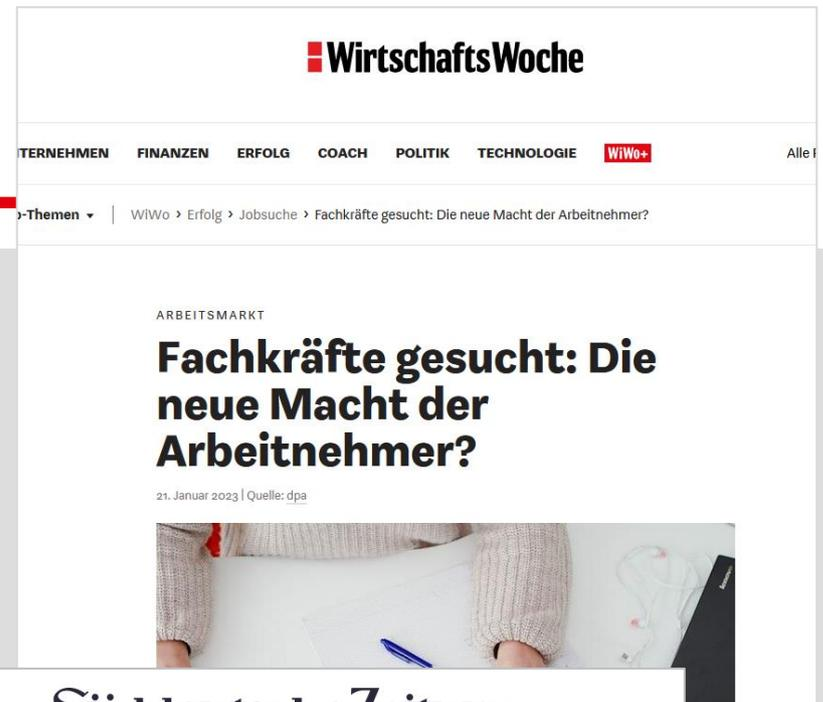 WirtschaftsWoche
TERNEHMEN FINANZEN ERFOLG COACH POLITIK TECHNOLOGIE WiWo+ Alle
-Themen WiWo › Erfolg › Jobsuche › Fachkräfte gesucht: Die neue Macht der Arbeitnehmer?
ARBEITSMARKT
Fachkräfte gesucht: Die
neue Macht der
Arbeitnehmer?
21. Januar 2023 | Quelle: dpa
lenovo